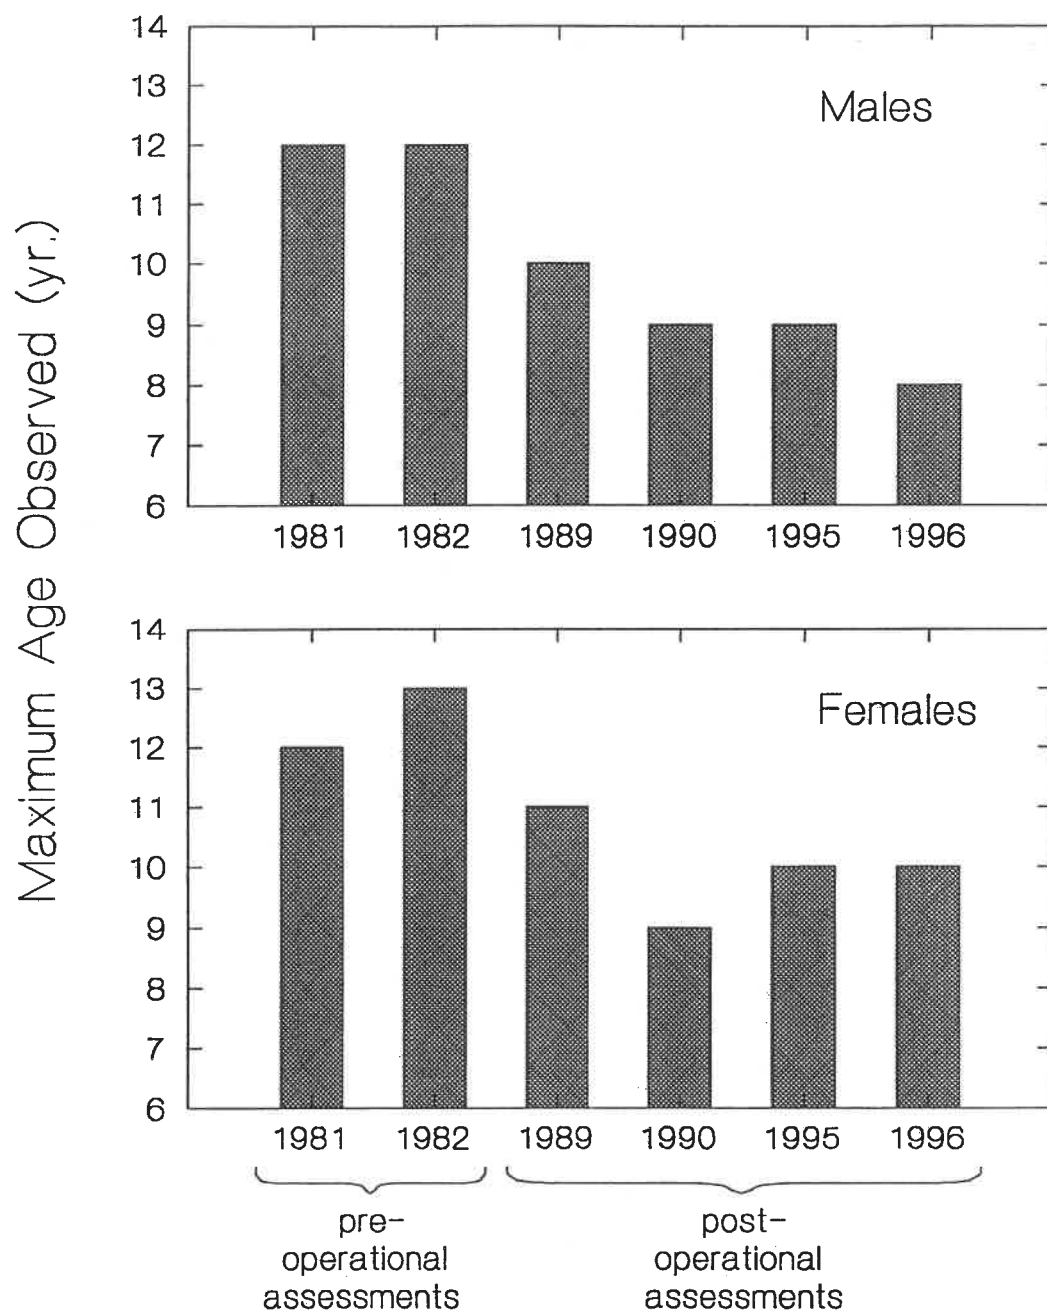 Maximum Age Observed (yr.)
14
13
12
11
10
9
8
7
6
Males
1981 1982 1989 1990 1995 1996
14
13
12
11
10
9
8
7
6
Females
1981 1982 1989 1990 1995 1996
pre-
operational
assessments
post-
operational
assessments